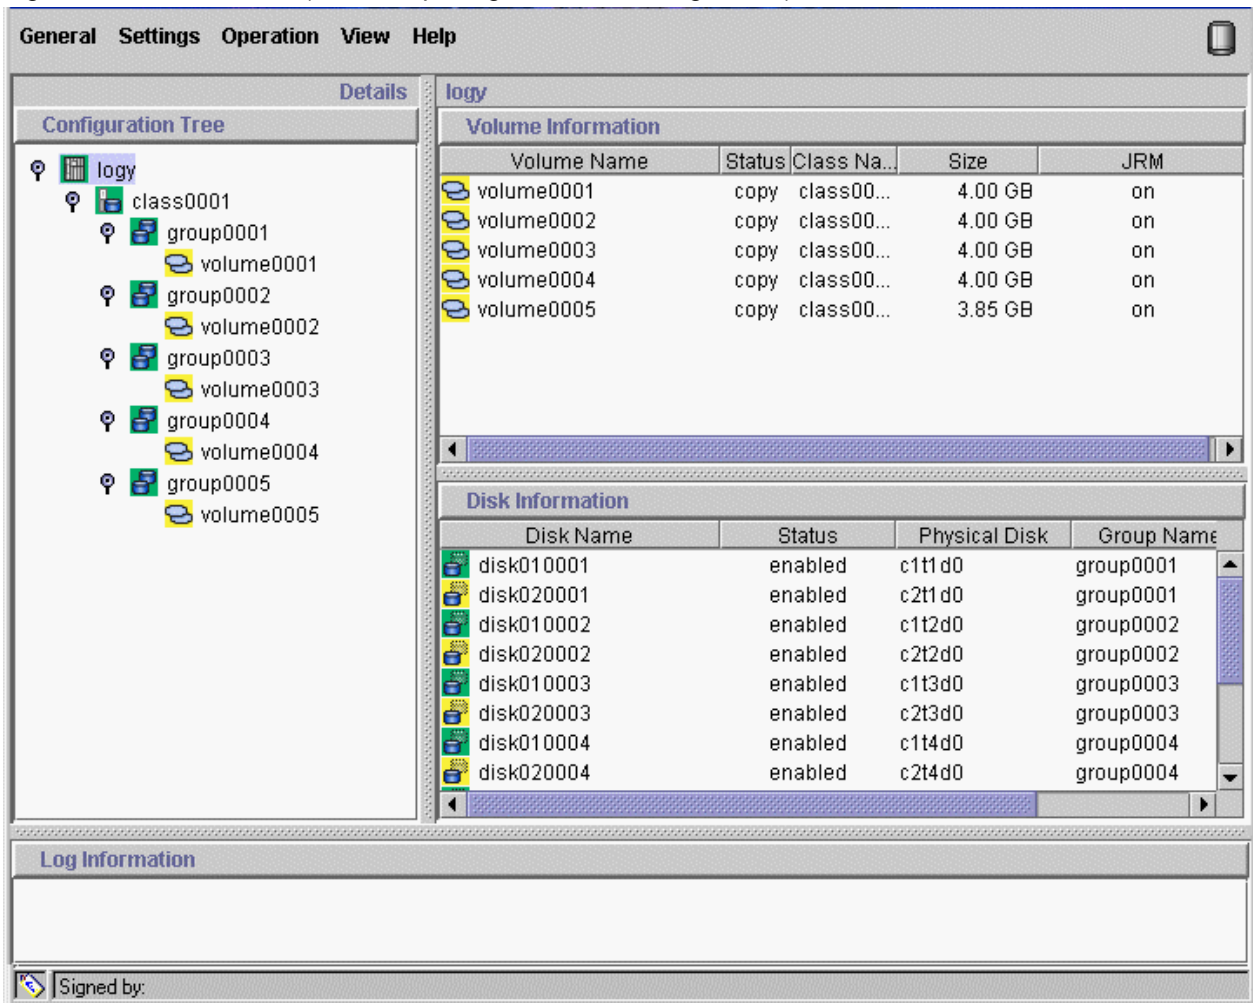 General Settings Operation View Help
Details
Configuration Tree
logy
class0001
group0001
volume0001
group0002
volume0002
group0003
volume0003
group0004
volume0004
group0005
volume0005
logy
Volume Information
Volume Name Status Class Na... Size JRM
volume0001 copy class00... 4.00 GB on
volume0002 copy class00... 4.00 GB on
volume0003 copy class00... 4.00 GB on
volume0004 copy class00... 4.00 GB on
volume0005 copy class00... 3.85 GB on
Disk Information
Disk Name Status Physical Disk Group Name
disk010001 enabled c1t1d0 group0001
disk020001 enabled c2t1d0 group0001
disk010002 enabled c1t2d0 group0002
disk020002 enabled c2t2d0 group0002
disk010003 enabled c1t3d0 group0003
disk020003 enabled c2t3d0 group0003
disk010004 enabled c1t4d0 group0004
disk020004 enabled c2t4d0 group0004
Log Information
Signed by: